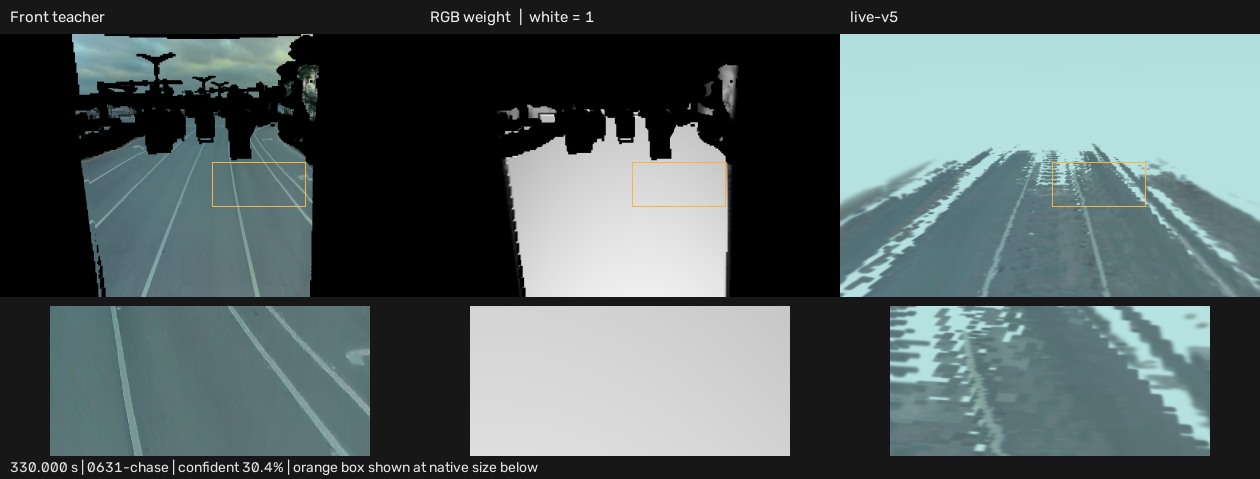 Front teacher
RGB weight | white = 1
live-v5
330.000 s | 0631-chase | confident 30.4% | orange box shown at native size below